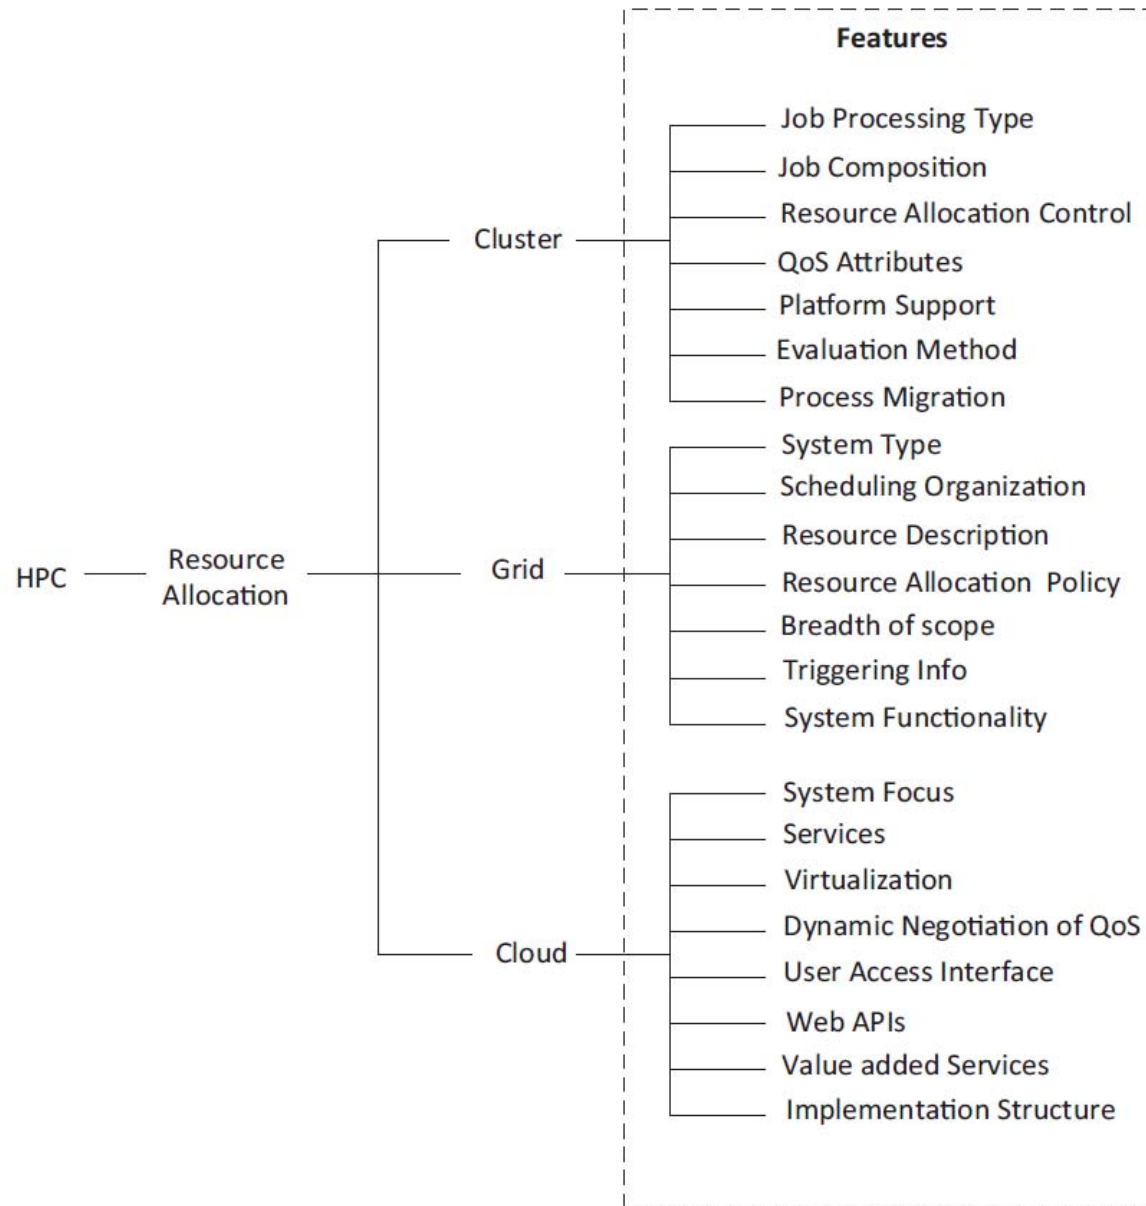 Features
Job Processing Type
Job Composition
Resource Allocation Control
Cluster
QoS Attributes
Platform Support
Evaluation Method
Process Migration
System Type
Scheduling Organization
Resource Description
HPC
Resource
Allocation
Grid
Resource Allocation Policy
Breadth of scope
Triggering Info
System Functionality
System Focus
Services
Virtualization
Dynamic Negotiation of QoS
Cloud
User Access Interface
Web APIs
Value added Services
Implementation Structure